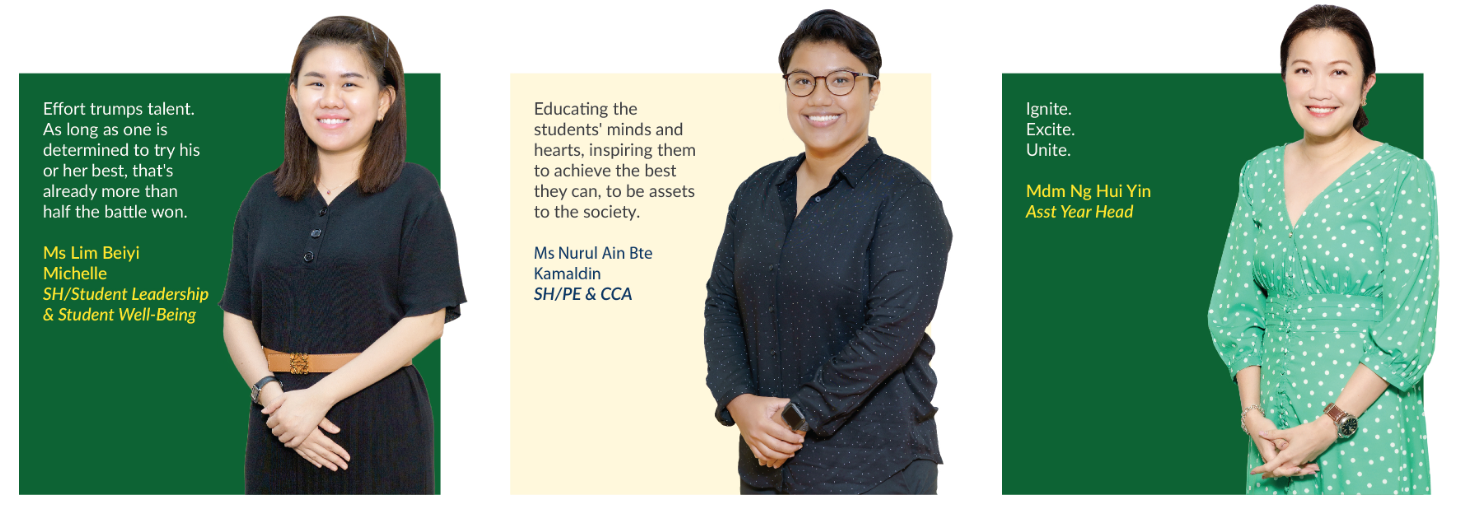 Effort trumps talent.
As long as one is
determined to try his
or her best, that's
already more than
half the battle won.
Ms Lim Beiyi
Michelle
SH/Student Leadership
& Student Well-Being
Educating the
students' minds and
hearts, inspiring them
to achieve the best
they can, to be assets
to the society.
Ms Nurul Ain Bte
Kamaldin
SH/PE & CCA
Ignite.
Excite.
Unite.
Mdm Ng Hui Yin
Asst Year Head